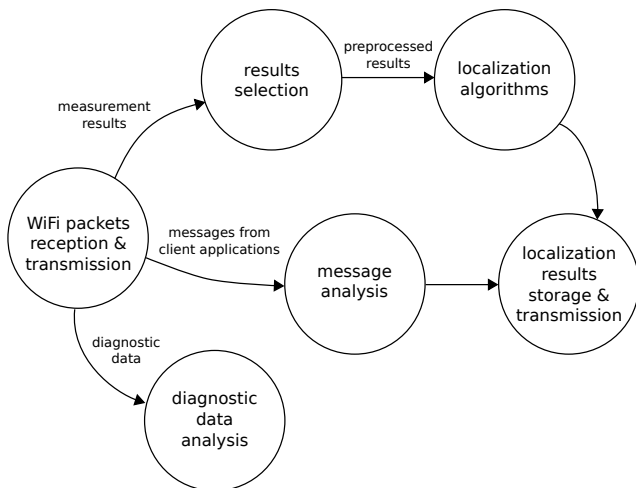 results
selection
preprocessed
results
localization
algorithms
measurement
results
WiFi packets
reception &
transmission
messages from
client applications
message
analysis
localization
results
storage &
transmission
diagnostic
data
diagnostic
data
analysis